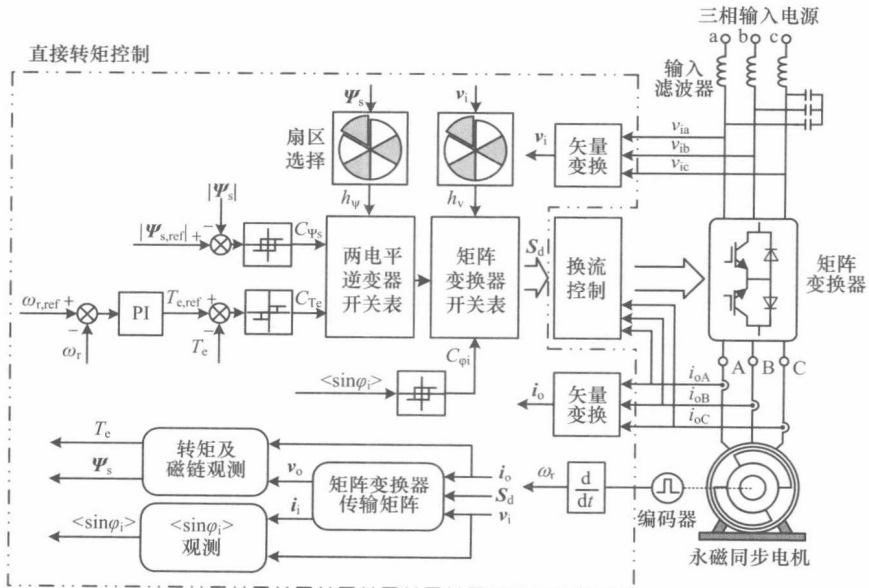 三相输入电源
a b c
直接转矩控制
输入
滤波器
Ψs
vi
扇区
选择
vi
矢量
变换
via
vib
vic
|Ψs|
hψ
hv
|Ψs,ref| +
−
CΨs
两电平
逆变器
开关表
矩阵
变换器
开关表
Sd
换流
控制
矩阵
变换器
ωr,ref +
−
PI
Te,ref +
−
CTe
ωr
Te
Cφi
<sinφi>
A B C
io
矢量
变换
ioA
ioB
ioC
Te
Ψs
转矩及
磁链观测
vo
ii
矩阵变换器
传输矩阵
io
Sd
vi
ωr
d
dt
编码器
<sinφi>
<sinφi>
观测
永磁同步电机